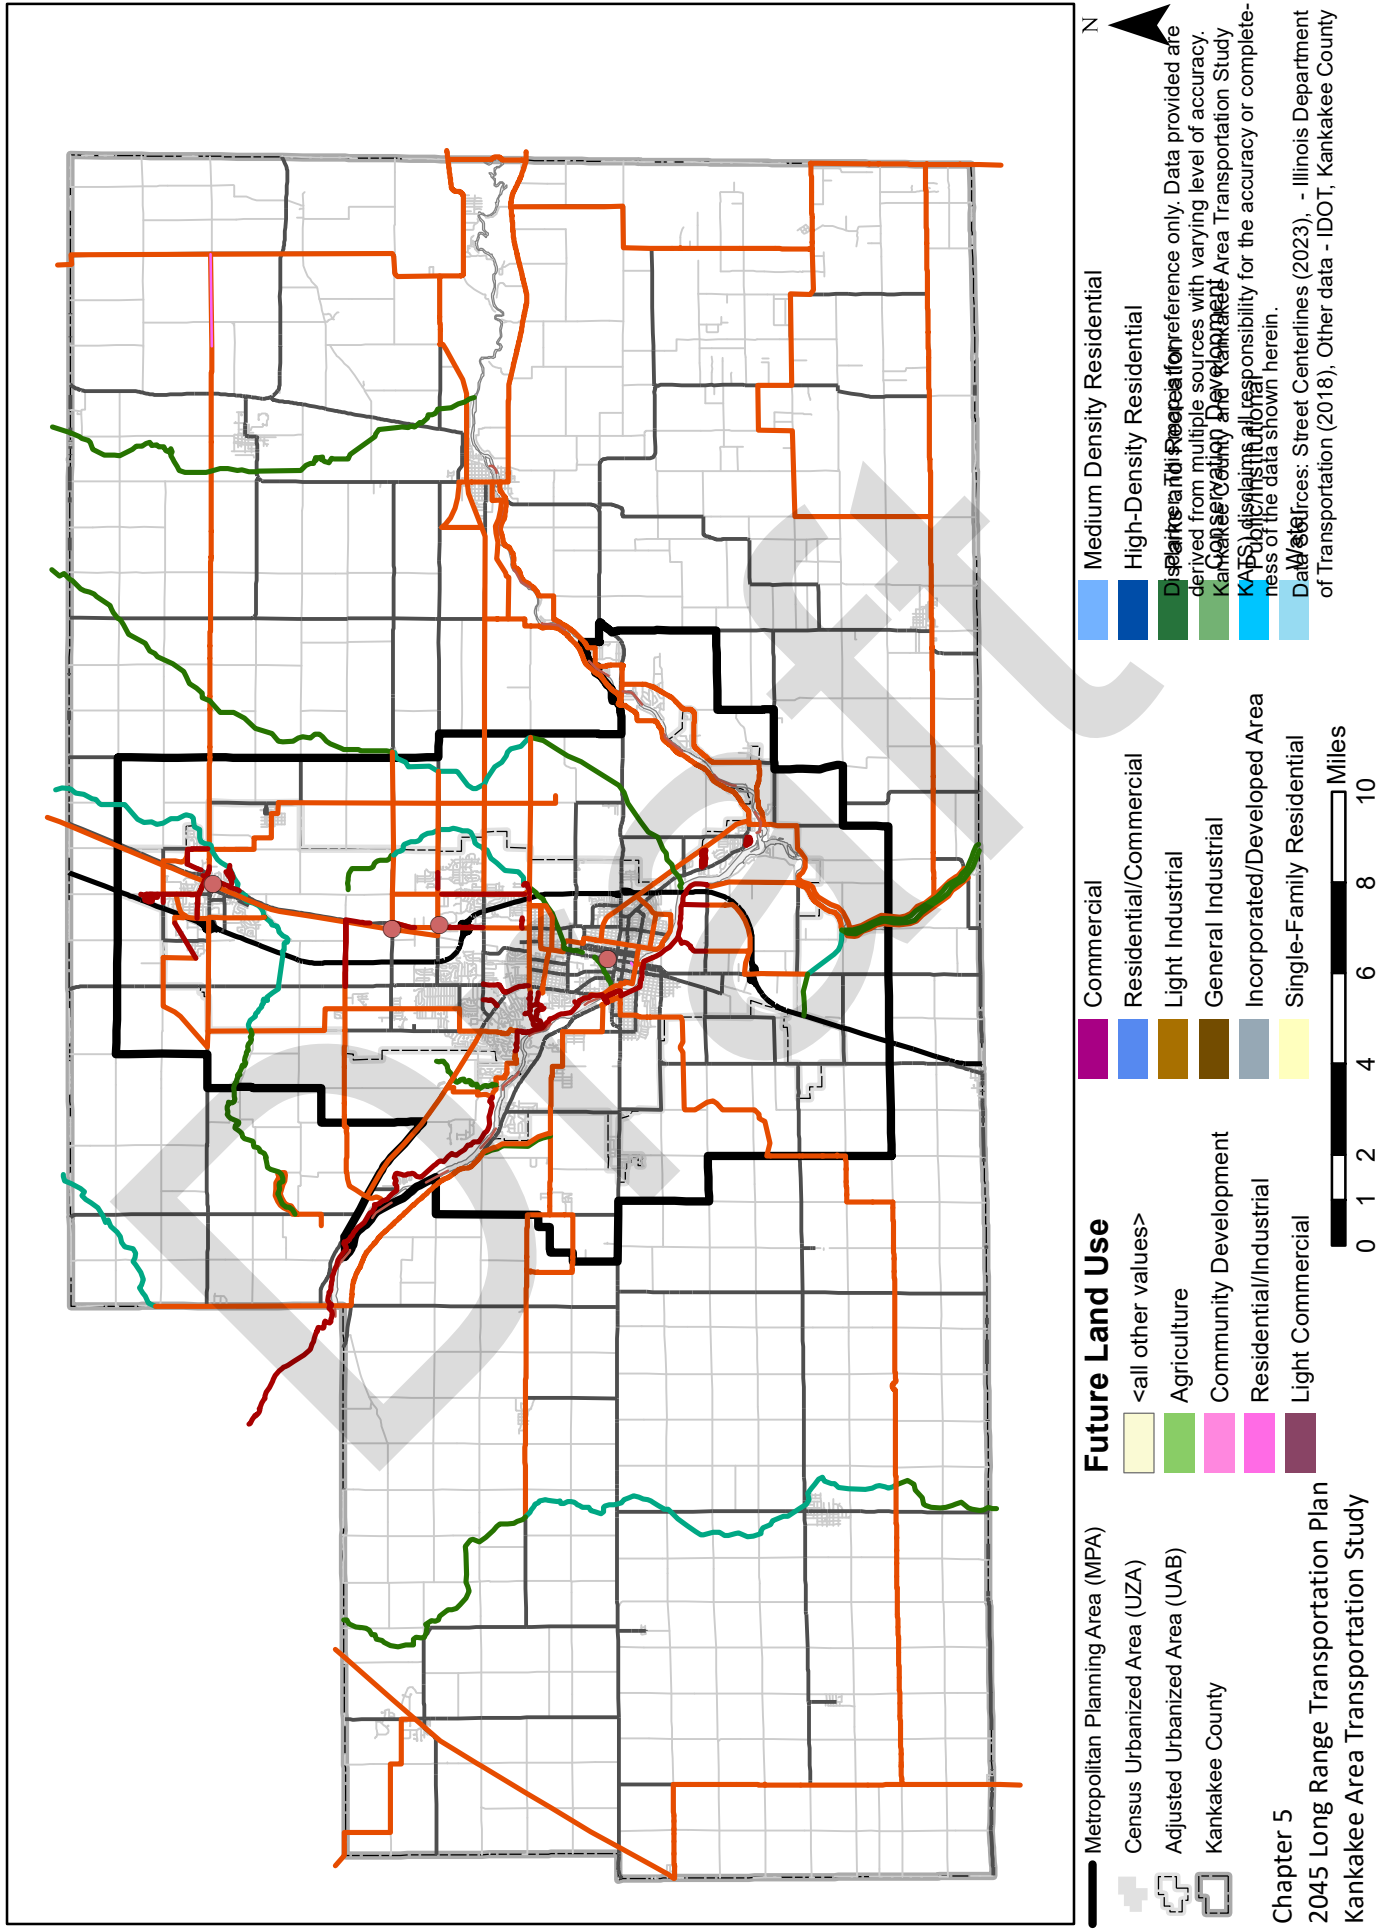 Draft
N
Metropolitan Planning Area (MPA)
Census Urbanized Area (UZA)
Adjusted Urbanized Area (UAB)
Kankakee County
Future Land Use
<all other values>
Agriculture
Community Development
Residential/Industrial
Light Commercial
Commercial
Residential/Commercial
Light Industrial
General Industrial
Incorporated/Developed Area
Single-Family Residential
Medium Density Residential
High-Density Residential
Parks and Recreation
Conservation Development
Public/Institutional
Water
Disclaimer: This map is for reference only. Data provided are
derived from multiple sources with varying level of accuracy.
Kankakee County and Kankakee Area Transportation Study
KATS) disclaims all responsibility for the accuracy or complete-
ness of the data shown herein.
Data Sources: Street Centerlines (2023), - Illinois Department
of Transportation (2018), Other data - IDOT, Kankakee County
0 1 2 4 6 8 10
Miles
Chapter 5
2045 Long Range Transportation Plan
Kankakee Area Transportation Study